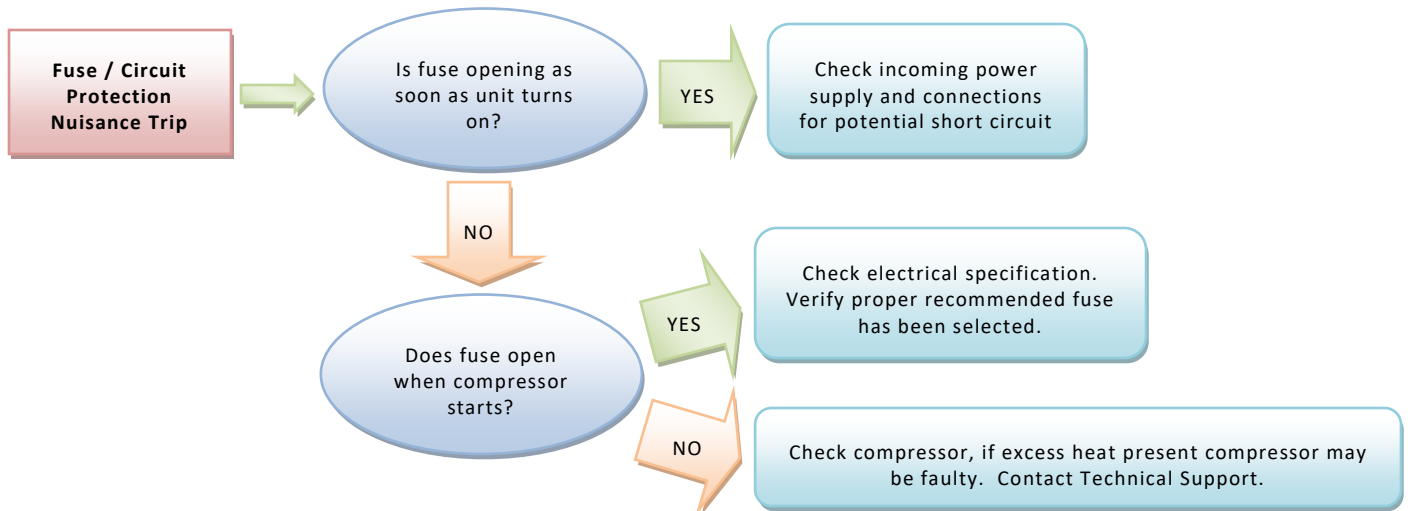 Fuse / Circuit
Protection
Nuisance Trip
Is fuse opening as
soon as unit turns
on?
YES
Check incoming power
supply and connections
for potential short circuit
NO
Does fuse open
when compressor
starts?
YES
Check electrical specification.
Verify proper recommended fuse
has been selected.
NO
Check compressor, if excess heat present compressor may
be faulty.  Contact Technical Support.